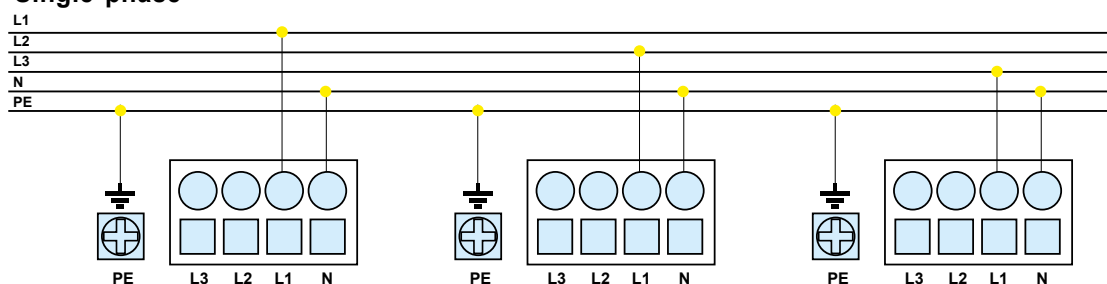 Single-phase
L1
L2
L3
N
PE
PE L3 L2 L1 N PE L3 L2 L1 N PE L3 L2 L1 N